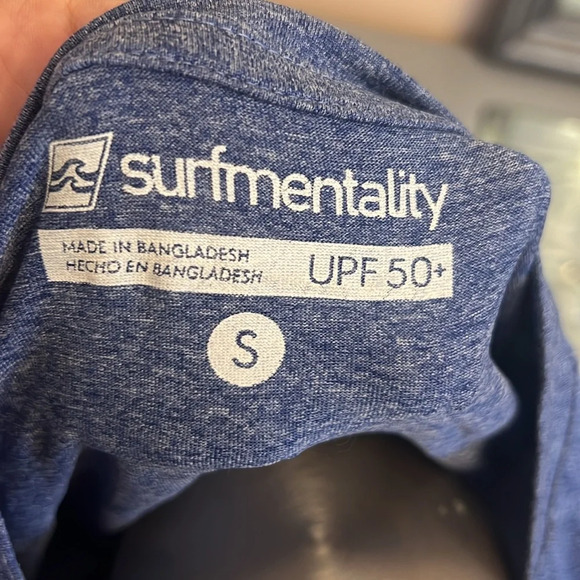 surfmentality
MADE IN BANGLADESH
HECHO EN BANGLADESH
UPF 50+
S